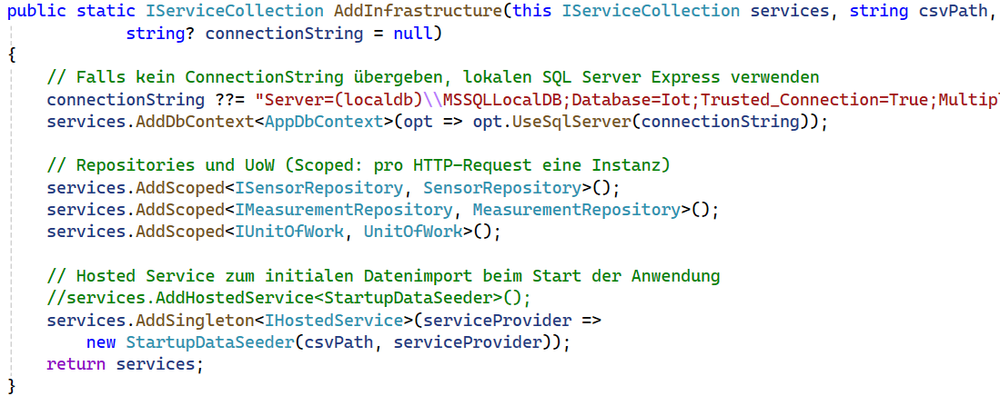 public static IServiceCollection AddInfrastructure(this IServiceCollection services, string csvPath,
string? connectionString = null)
{
// Falls kein ConnectionString übergeben, lokalen SQL Server Express verwenden
connectionString ??= "Server=(localdb)\\MSSQLLocalDB;Database=Iot;Trusted_Connection=True;Multip
services.AddDbContext<AppDbContext>(opt => opt.UseSqlServer(connectionString));
// Repositories und UoW (Scoped: pro HTTP-Request eine Instanz)
services.AddScoped<ISensorRepository, SensorRepository>();
services.AddScoped<IMeasurementRepository, MeasurementRepository>();
services.AddScoped<IUnitOfWork, UnitOfWork>();
// Hosted Service zum initialen Datenimport beim Start der Anwendung
//services.AddHostedService<StartupDataSeeder>();
services.AddSingleton<IHostedService>(serviceProvider =>
new StartupDataSeeder(csvPath, serviceProvider));
return services;
}